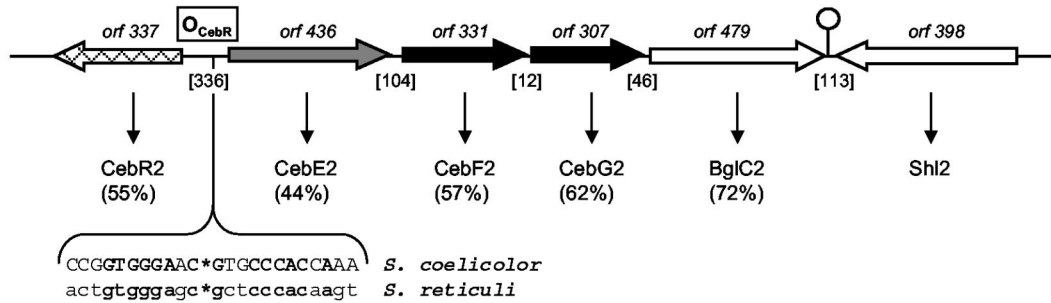 orf 337 O_CebR orf 436 orf 331 orf 307 orf 479 orf 398
[336] [104] [12] [46] [113]
CebR2 CebE2 CebF2 CebG2 BglC2 Shl2
(55%) (44%) (57%) (62%) (72%)
CCGGTGGGAAC*GTGCCCACCAAA S. coelicolor
actgtgggagc*gctcccacaagt S. reticuli